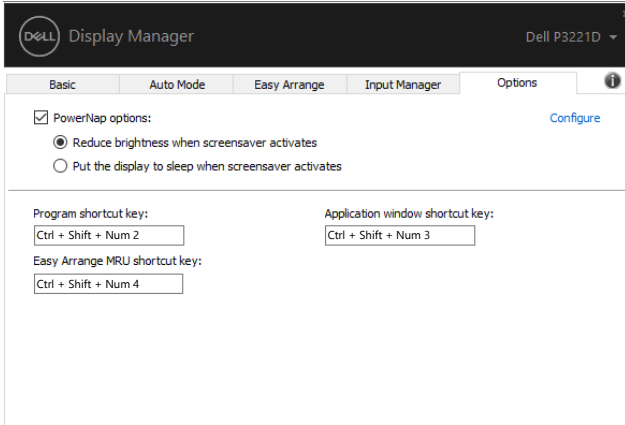 DELL Display Manager
Dell P3221D
Basic Auto Mode Easy Arrange Input Manager Options
PowerNap options: Configure
Reduce brightness when screensaver activates
Put the display to sleep when screensaver activates
Program shortcut key: Application window shortcut key:
Ctrl + Shift + Num 2 Ctrl + Shift + Num 3
Easy Arrange MRU shortcut key:
Ctrl + Shift + Num 4